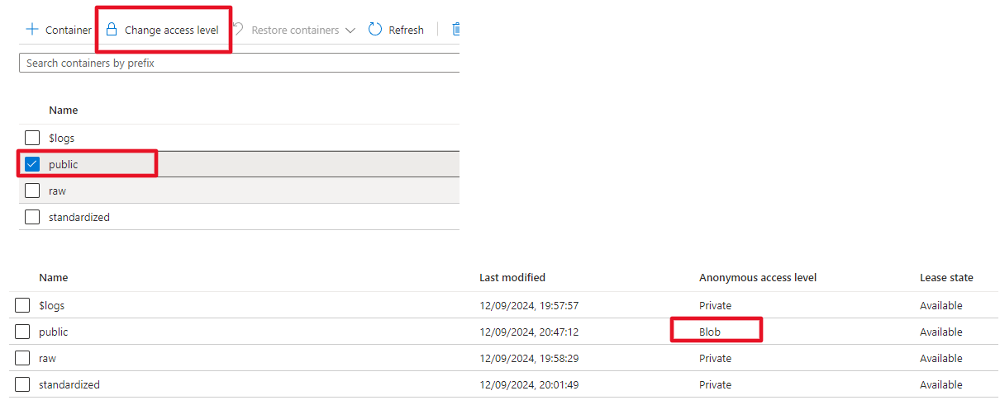 Container Change access level Restore containers Refresh
Search containers by prefix
Name
$logs
public
raw
standardized
Name Last modified Anonymous access level Lease state
$logs 12/09/2024, 19:57:57 Private Available
public 12/09/2024, 20:47:12 Blob Available
raw 12/09/2024, 19:58:29 Private Available
standardized 12/09/2024, 20:01:49 Private Available